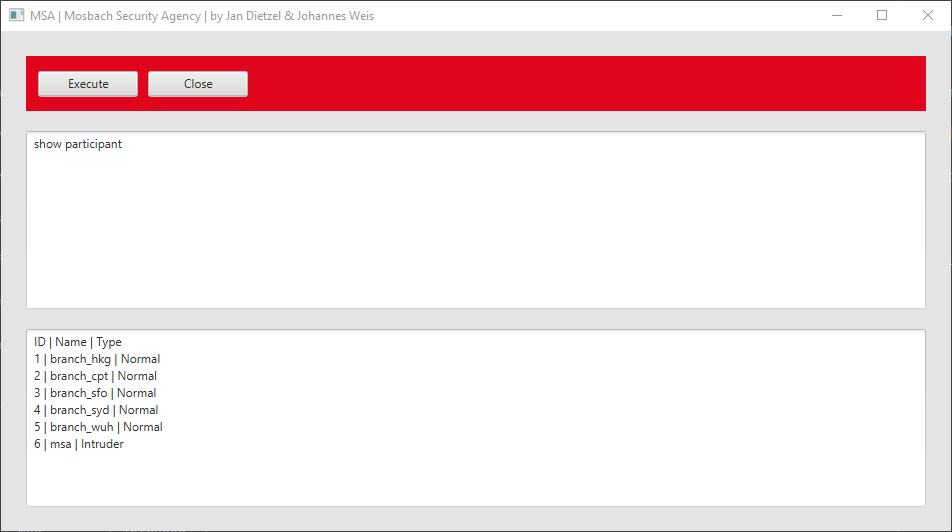 MSA | Mosbach Security Agency | by Jan Dietzel & Johannes Weis
Execute
Close
show participant
ID | Name | Type
1 | branch_hkg | Normal
2 | branch_cpt | Normal
3 | branch_sfo | Normal
4 | branch_syd | Normal
5 | branch_wuh | Normal
6 | msa | Intruder